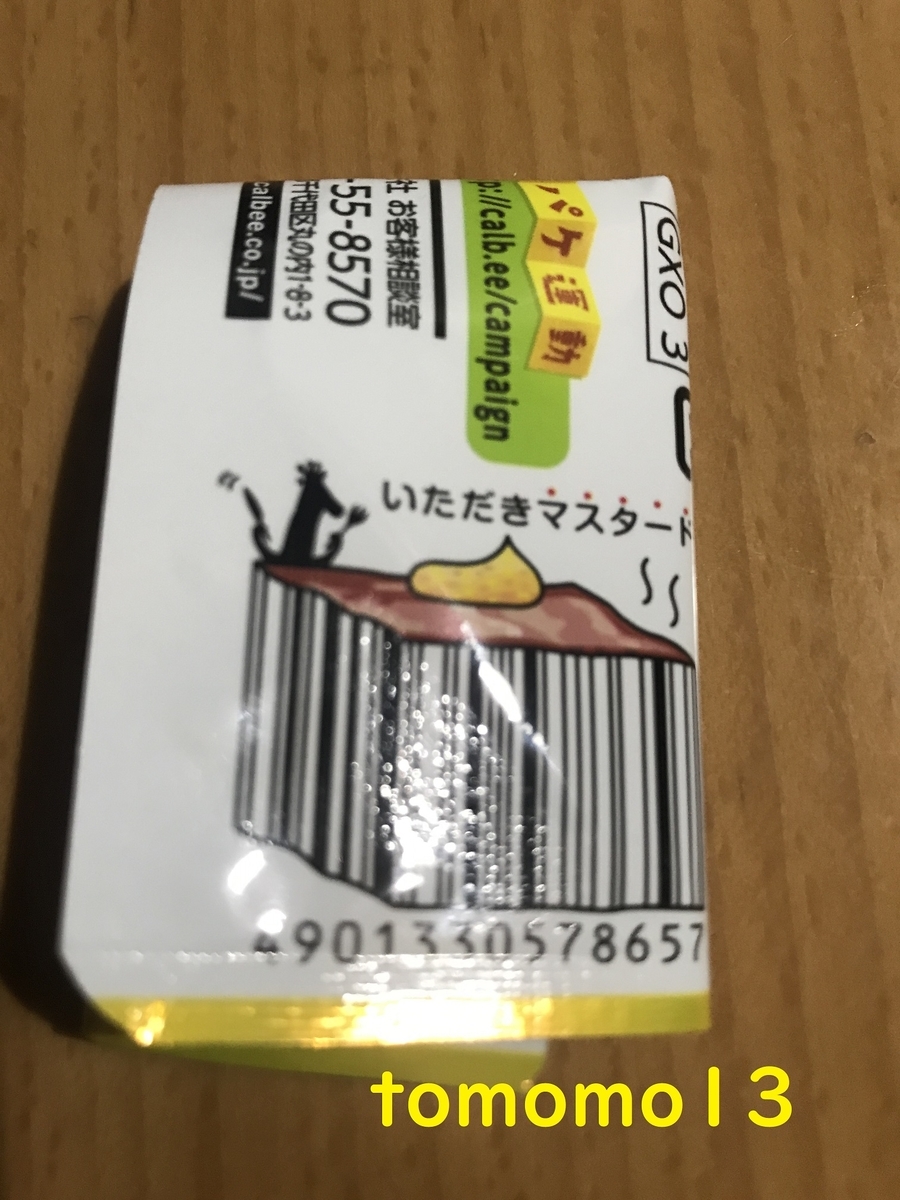 パケ運動
p://calb.ee/campaign
社 お客様相談室
-55-8570
千代田区丸の内1-8-3
calbee.co.jp/
GXO 3
いただきマスタード
〜〜
4901330578657
tomomo13